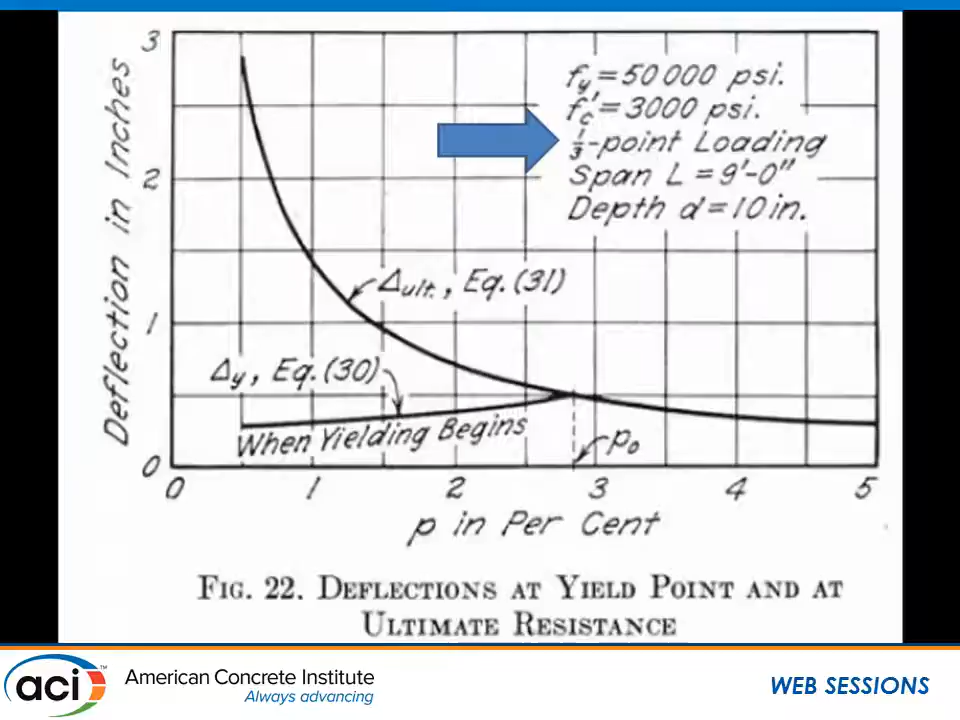 3
2
1
0
Deflection in Inches
fy = 50 000 psi.
f'c = 3000 psi.
1/3-point Loading
Span L = 9'-0"
Depth d = 10 in.
Δult., Eq. (31)
Δy, Eq. (30)
When Yielding Begins
p₀
0 1 2 3 4 5
p in Per Cent
FIG. 22. DEFLECTIONS AT YIELD POINT AND AT
ULTIMATE RESISTANCE
aci™
American Concrete Institute
Always advancing
WEB SESSIONS